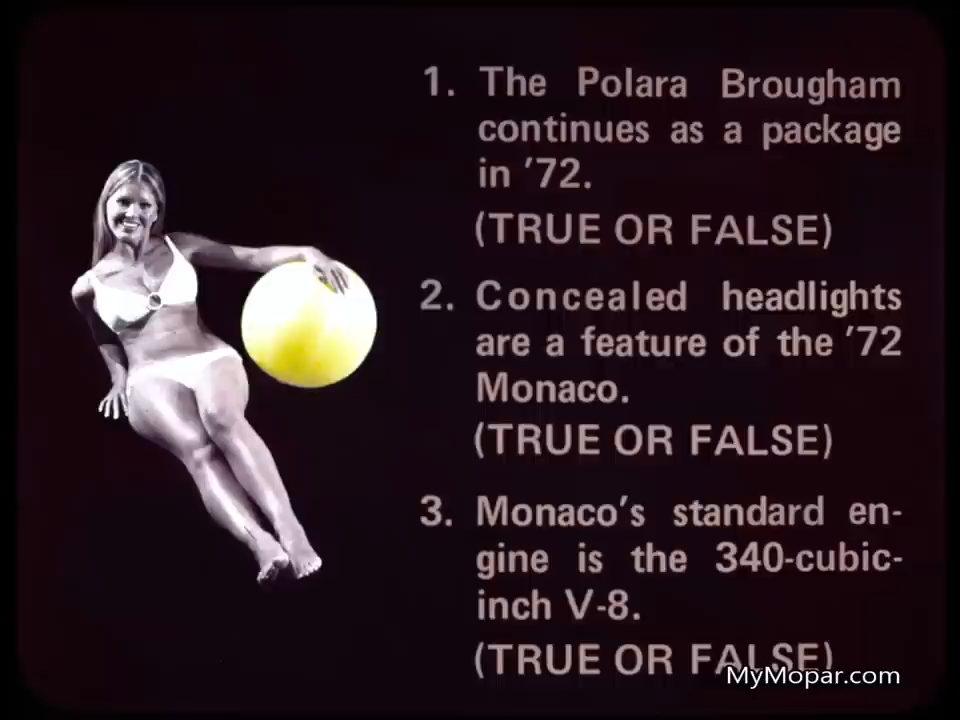 1. The Polara Brougham
continues as a package
in '72.
(TRUE OR FALSE)
2. Concealed headlights
are a feature of the '72
Monaco.
(TRUE OR FALSE)
3. Monaco's standard en-
gine is the 340-cubic-
inch V-8.
(TRUE OR FALSE)
MyMopar.com